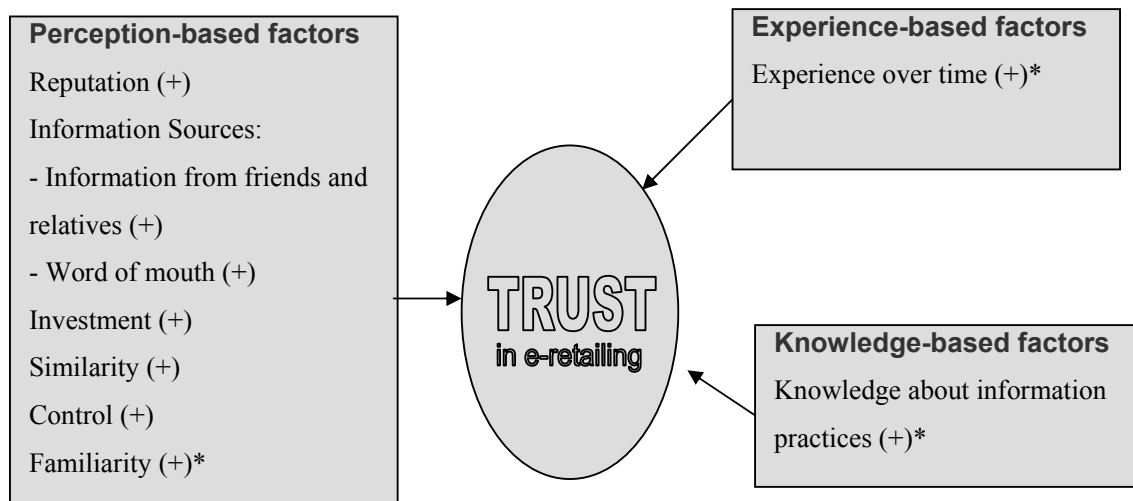 Perception-based factors
Reputation (+)
Information Sources:
- Information from friends and
relatives (+)
- Word of mouth (+)
Investment (+)
Similarity (+)
Control (+)
Familiarity (+)*
TRUST
in e-retailing
Experience-based factors
Experience over time (+)*
Knowledge-based factors
Knowledge about information
practices (+)*